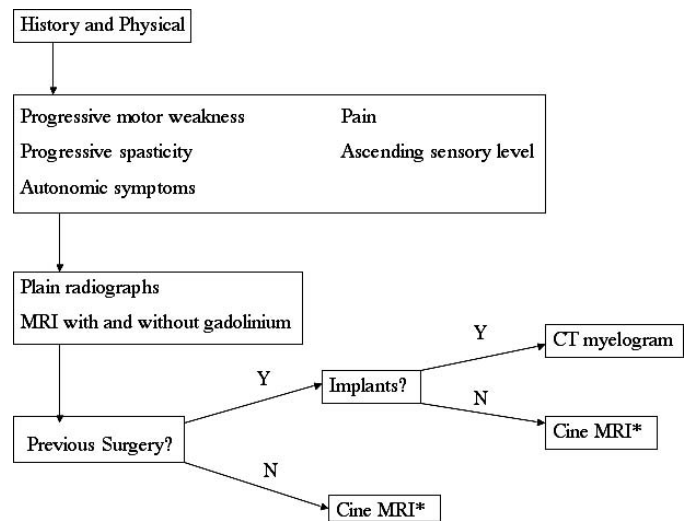 History and Physical
Progressive motor weakness Pain
Progressive spasticity Ascending sensory level
Autonomic symptoms
Plain radiographs
MRI with and without gadolinium
Y
CT myelogram
Y
Implants?
N
Cine MRI*
Previous Surgery?
N
Cine MRI*